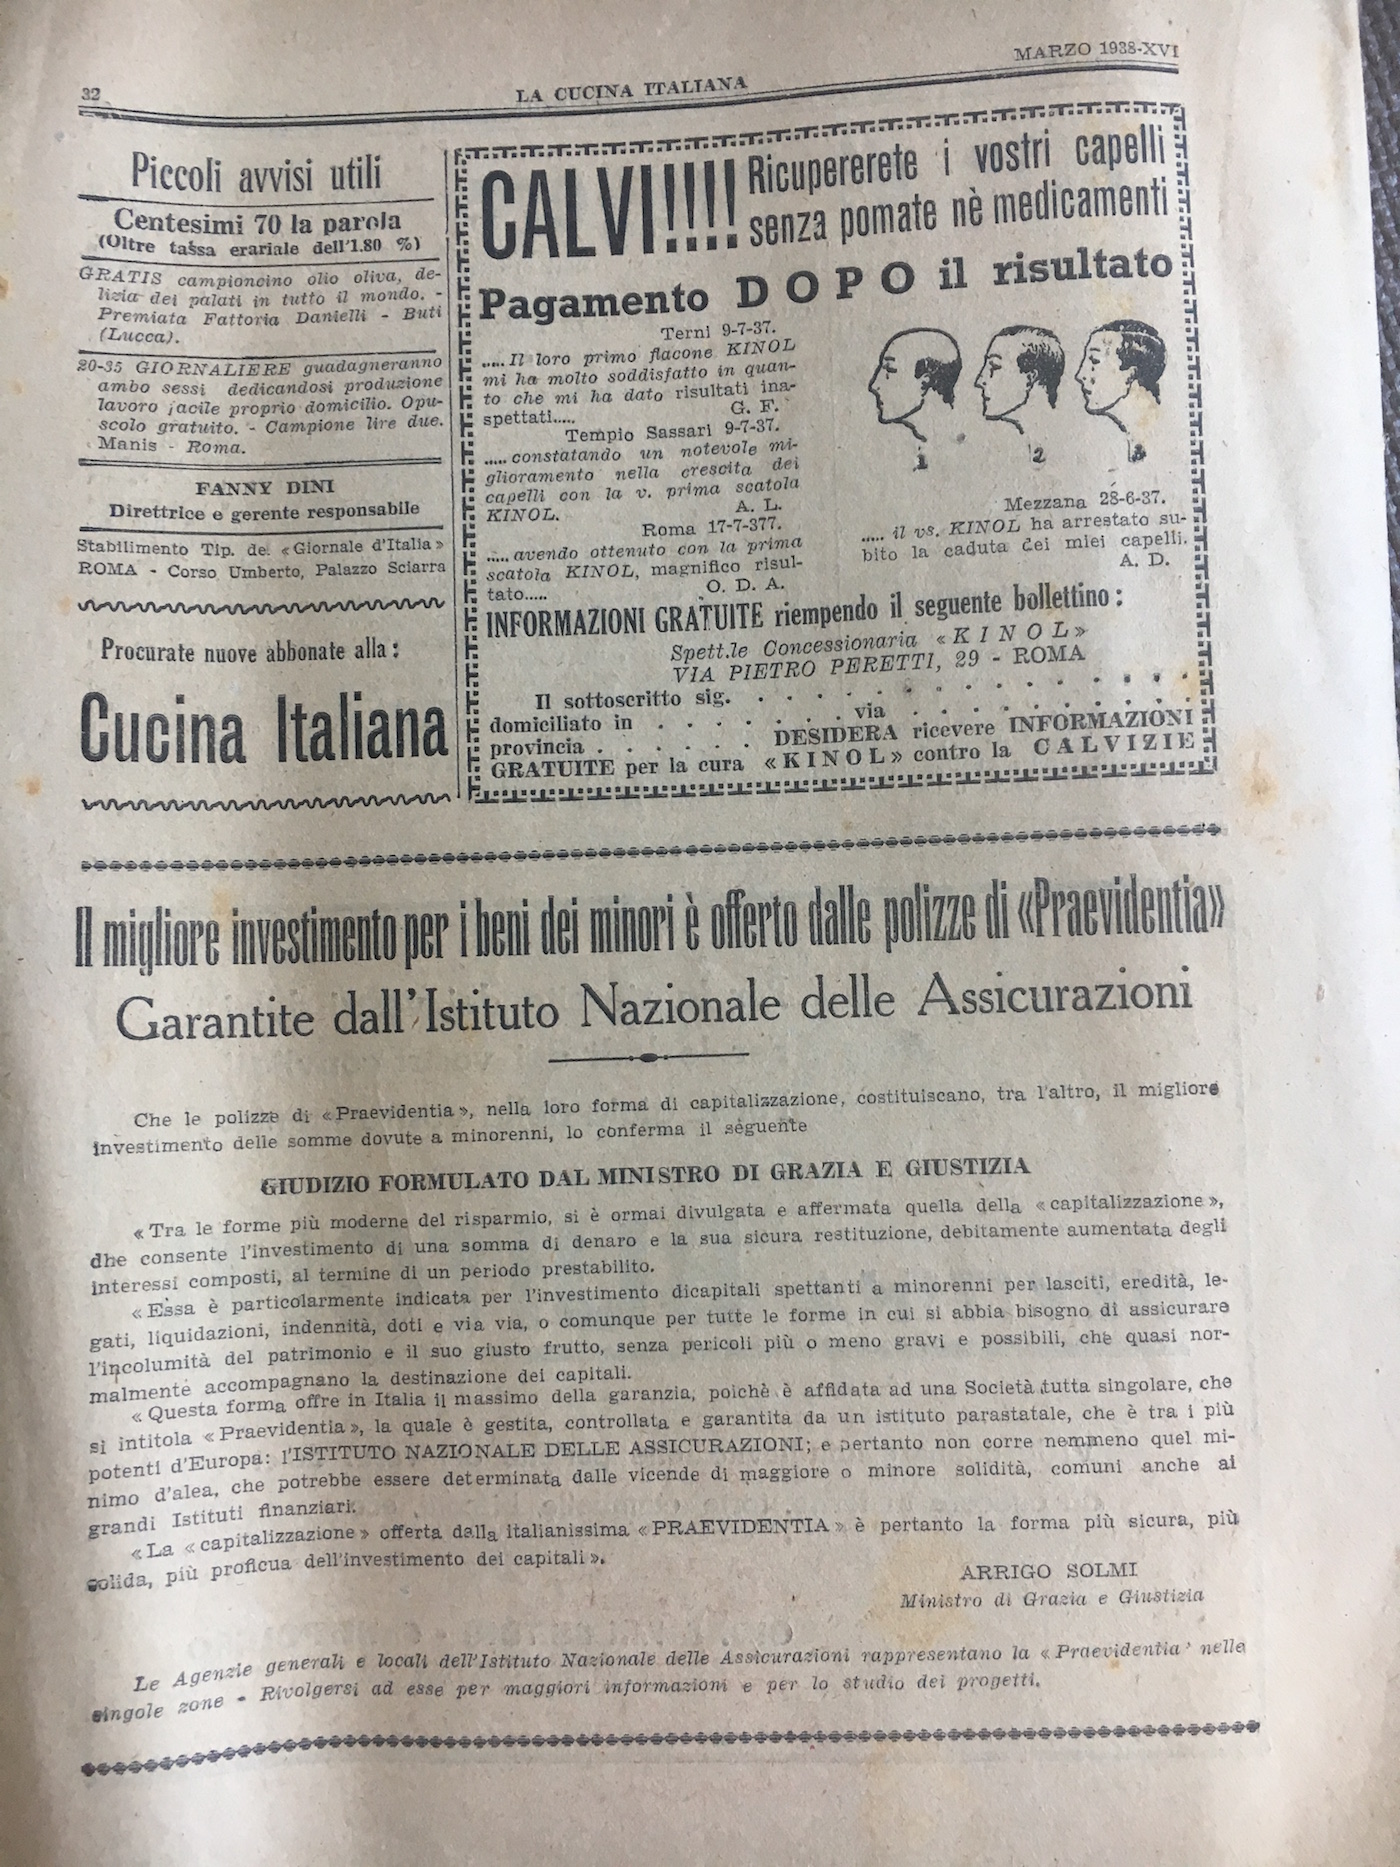 32
LA CUCINA ITALIANA
MARZO 1938-XVI
Piccoli avvisi utili
Centesimi 70 la parola
(Oltre tassa erariale dell'1.80 %)
GRATIS campioncino olio oliva, de-
lizia dei palati in tutto il mondo. -
Premiata Fattoria Danielli - Buti
(Lucca).
20-35 GIORNALIERE guadagneranno
ambo sessi dedicandosi produzione
lavoro facile proprio domicilio. Opu-
scolo gratuito. - Campione lire due.
Manis - Roma.
FANNY DINI
Direttrice e gerente responsabile
Stabilimento Tip. del «Giornale d'Italia»
ROMA - Corso Umberto, Palazzo Sciarra
Procurate nuove abbonate alla:
Cucina Italiana
CALVI!!!! Ricupererete i vostri capelli
senza pomate nè medicamenti
Pagamento DOPO il risultato
Terni 9-7-37.
.....Il loro primo flacone KINOL
mi ha molto soddisfatto in quan-
to che mi ha dato risultati ina-
spettati.....
G. F.
Tempio Sassari 9-7-37.
.....constatando un notevole mi-
glioramento nella crescita dei
capelli con la v. prima scatola
KINOL.
A. L.
Roma 17-7-377.
.....avendo ottenuto con la prima
scatola KINOL, magnifico risul-
tato.....
O. D. A.
1 2 3
Mezzana 28-6-37.
..... il vs. KINOL ha arrestato su-
bito la caduta dei miei capelli.
A. D.
INFORMAZIONI GRATUITE riempendo il seguente bollettino:
Spett.le Concessionaria «KINOL»
VIA PIETRO PERETTI, 29 - ROMA
Il sottoscritto sig. . . . . . . . . . . . . . . .
domiciliato in . . . . . . . via . . . . . . . . . .
provincia . . . . . . DESIDERA ricevere INFORMAZIONI
GRATUITE per la cura «KINOL» contro la CALVIZIE
Il migliore investimento per i beni dei minori è offerto dalle polizze di «Praevidentia»
Garantite dall'Istituto Nazionale delle Assicurazioni
Che le polizze di «Praevidentia», nella loro forma di capitalizzazione, costituiscano, tra l'altro, il migliore
investimento delle somme dovute a minorenni, lo conferma il seguente
GIUDIZIO FORMULATO DAL MINISTRO DI GRAZIA E GIUSTIZIA
«Tra le forme più moderne del risparmio, si è ormai divulgata e affermata quella della «capitalizzazione»,
dhe consente l'investimento di una somma di denaro e la sua sicura restituzione, debitamente aumentata degli
interessi composti, al termine di un periodo prestabilito.
«Essa è particolarmente indicata per l'investimento dicapitali spettanti a minorenni per lasciti, eredità, le-
gati, liquidazioni, indennità, doti e via via, o comunque per tutte le forme in cui si abbia bisogno di assicurare
l'incolumità del patrimonio e il suo giusto frutto, senza pericoli più o meno gravi e possibili, che quasi nor-
malmente accompagnano la destinazione dei capitali.
«Questa forma offre in Italia il massimo della garanzia, poichè è affidata ad una Società tutta singolare, che
si intitola «Praevidentia», la quale è gestita, controllata e garantita da un istituto parastatale, che è tra i più
potenti d'Europa: l'ISTITUTO NAZIONALE DELLE ASSICURAZIONI; e pertanto non corre nemmeno quel mi-
nimo d'alea, che potrebbe essere determinata dalle vicende di maggiore o minore solidità, comuni anche ai
grandi Istituti finanziari.
«La «capitalizzazione» offerta dalla italianissima «PRAEVIDENTIA» è pertanto la forma più sicura, più
solida, più proficua dell'investimento dei capitali».
ARRIGO SOLMI
Ministro di Grazia e Giustizia
Le Agenzie generali e locali dell'Istituto Nazionale delle Assicurazioni rappresentano la «Praevidentia' nelle
singole zone - Rivolgersi ad esse per maggiori informazioni e per lo studio dei progetti.